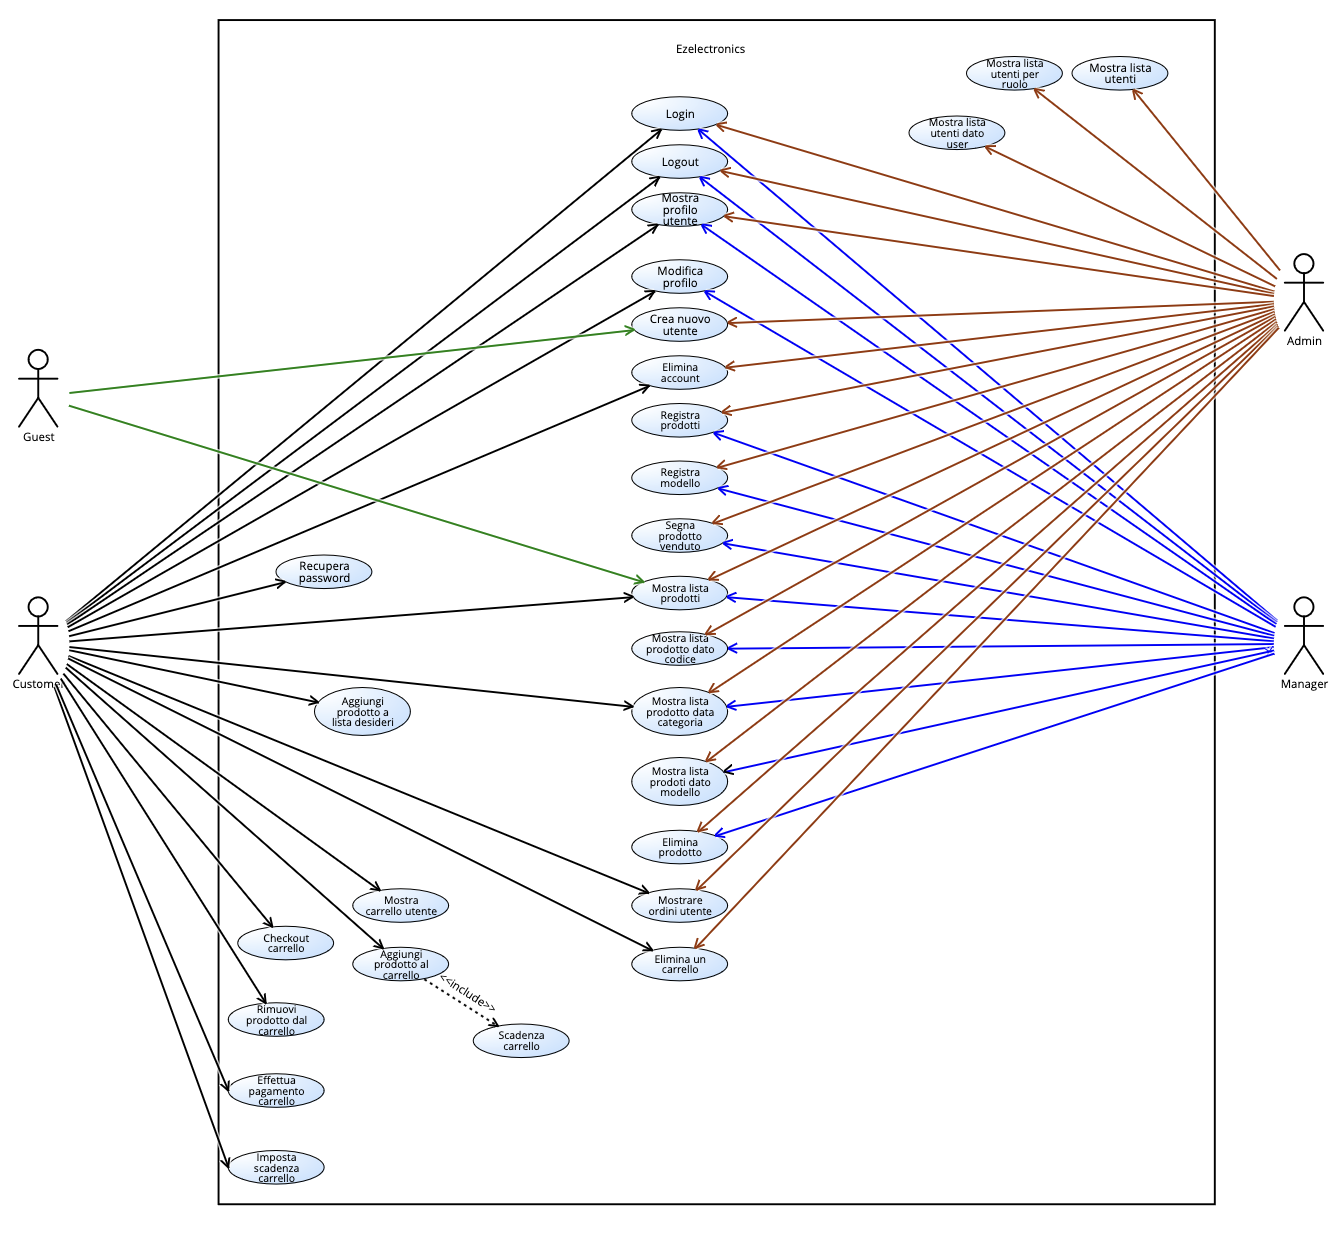 Ezelectronics
Mostra lista
utenti per
ruolo
Mostra lista
utenti
Mostra lista
utenti dato
user
Login
Logout
Mostra
profilo
utente
Modifica
profilo
Crea nuovo
utente
Elimina
account
Registra
prodotti
Registra
modello
Segna
prodotto
venduto
Mostra lista
prodotti
Mostra lista
prodotto dato
codice
Mostra lista
prodotto data
categoria
Mostra lista
prodoti dato
modello
Elimina
prodotto
Mostrare
ordini utente
Elimina un
carrello
Guest
Customer
Admin
Manager
Recupera
password
Aggiungi
prodotto a
lista desideri
Mostra
carrello utente
Checkout
carrello
Aggiungi
prodotto al
carrello
<<include>>
Scadenza
carrello
Rimuovi
prodotto dal
carrello
Effettua
pagamento
carrello
Imposta
scadenza
carrello